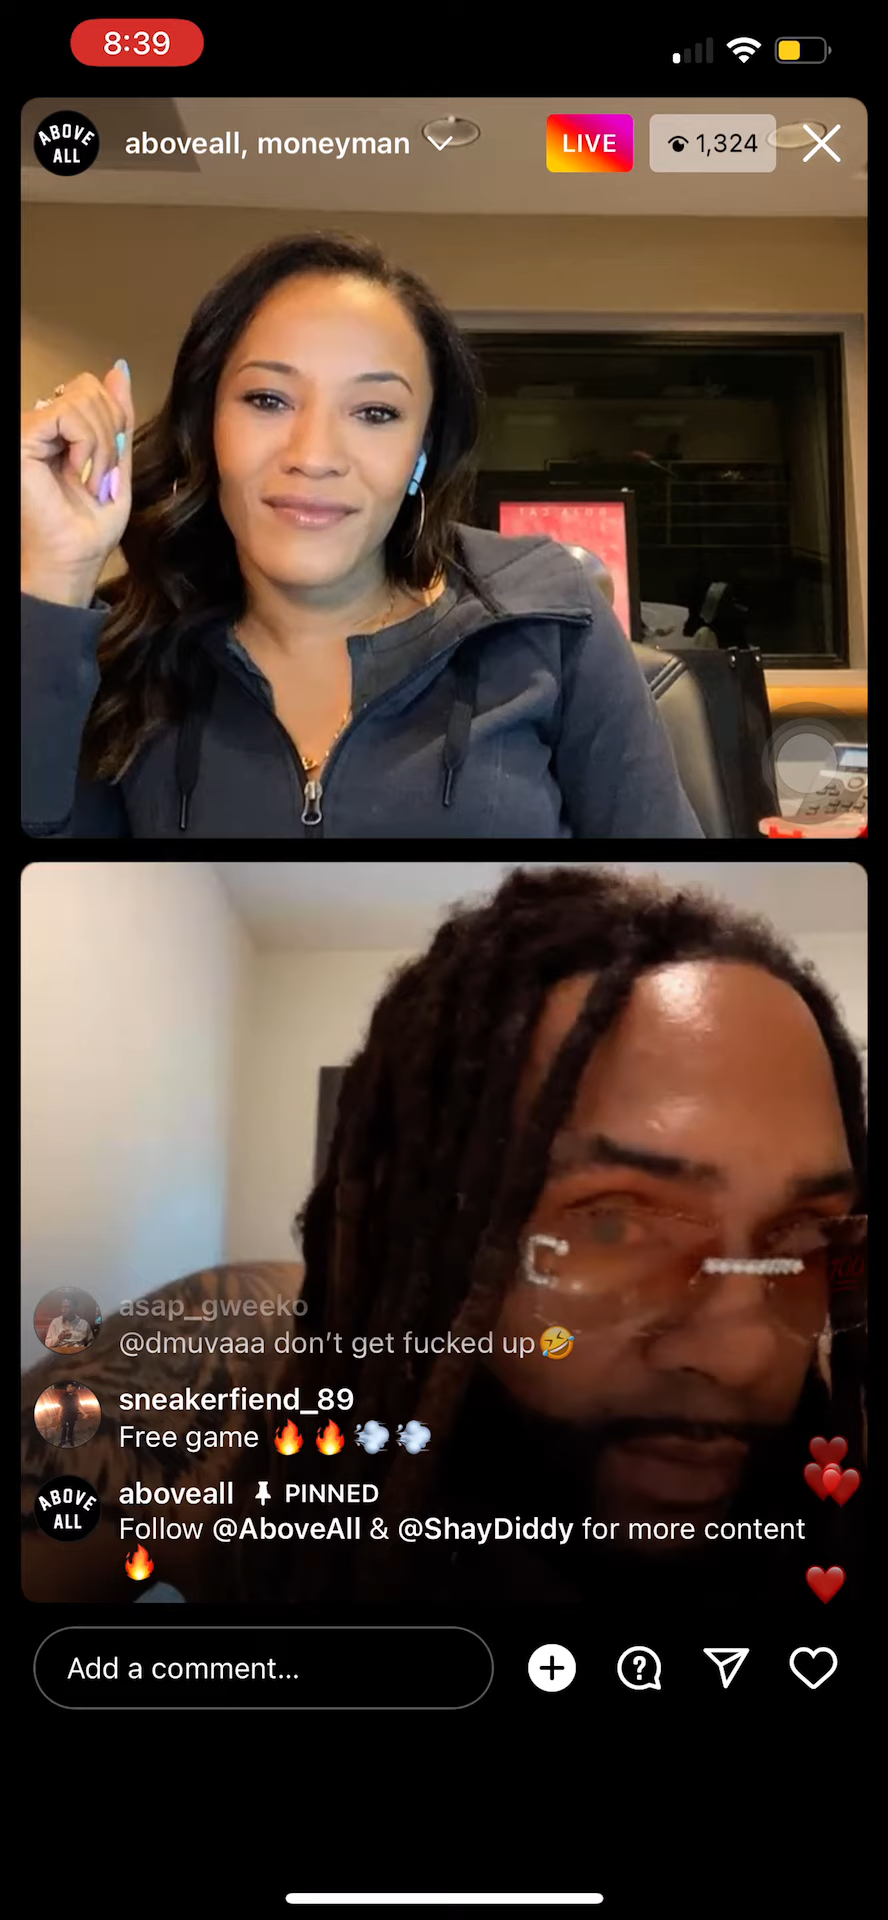 8:39
ABOVE
ALL
aboveall, moneyman
LIVE
1,324
asap_gweeko
@dmuvaaa don't get fucked up🤣
sneakerfiend_89
Free game 🔥🔥💨💨
ABOVE
ALL
aboveall PINNED
Follow @AboveAll & @ShayDiddy for more content
🔥
Add a comment...